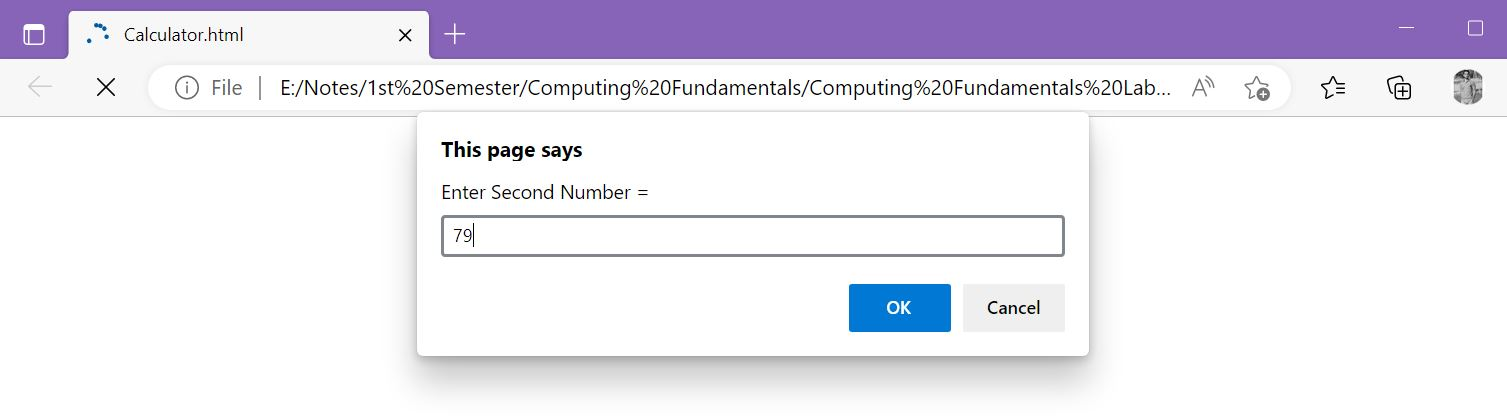 Calculator.html
File | E:/Notes/1st%20Semester/Computing%20Fundamentals/Computing%20Fundamentals%20Lab...
This page says
Enter Second Number =
79
OK Cancel